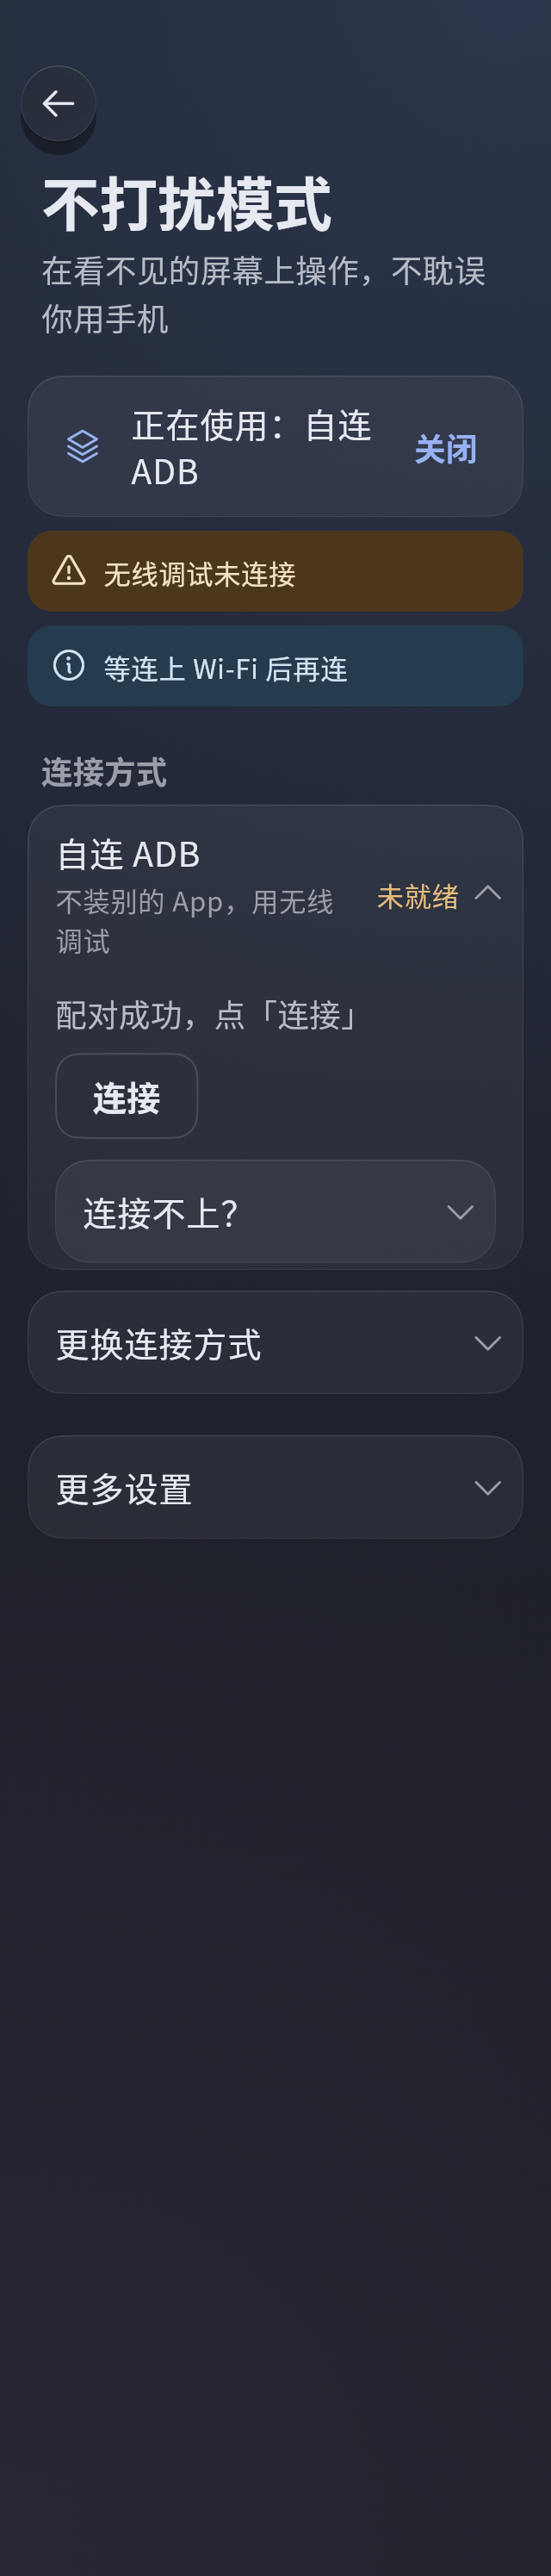 不打扰模式
在看不见的屏幕上操作，不耽误
你用手机
正在使用：自连
ADB
关闭
无线调试未连接
等连上 Wi-Fi 后再连
连接方式
自连 ADB
不装别的 App，用无线
调试
未就绪
配对成功，点「连接」
连接
连接不上？
更换连接方式
更多设置